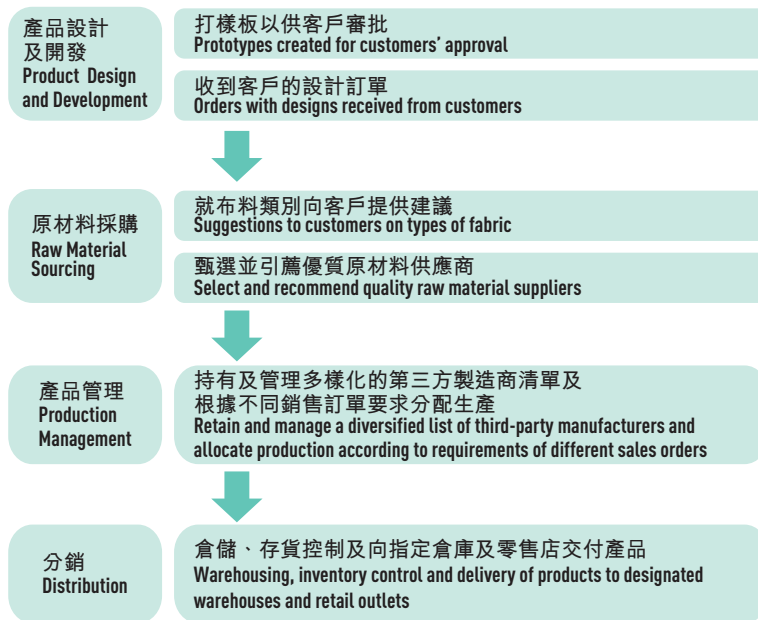 產品設計
及開發
Product Design
and Development
打樣板以供客戶審批
Prototypes created for customers' approval
收到客戶的設計訂單
Orders with designs received from customers
原材料採購
Raw Material
Sourcing
就布料類別向客戶提供建議
Suggestions to customers on types of fabric
甄選並引薦優質原材料供應商
Select and recommend quality raw material suppliers
產品管理
Production
Management
持有及管理多樣化的第三方製造商清單及
根據不同銷售訂單要求分配生產
Retain and manage a diversified list of third-party manufacturers and
allocate production according to requirements of different sales orders
分銷
Distribution
倉儲、存貨控制及向指定倉庫及零售店交付產品
Warehousing, inventory control and delivery of products to designated
warehouses and retail outlets